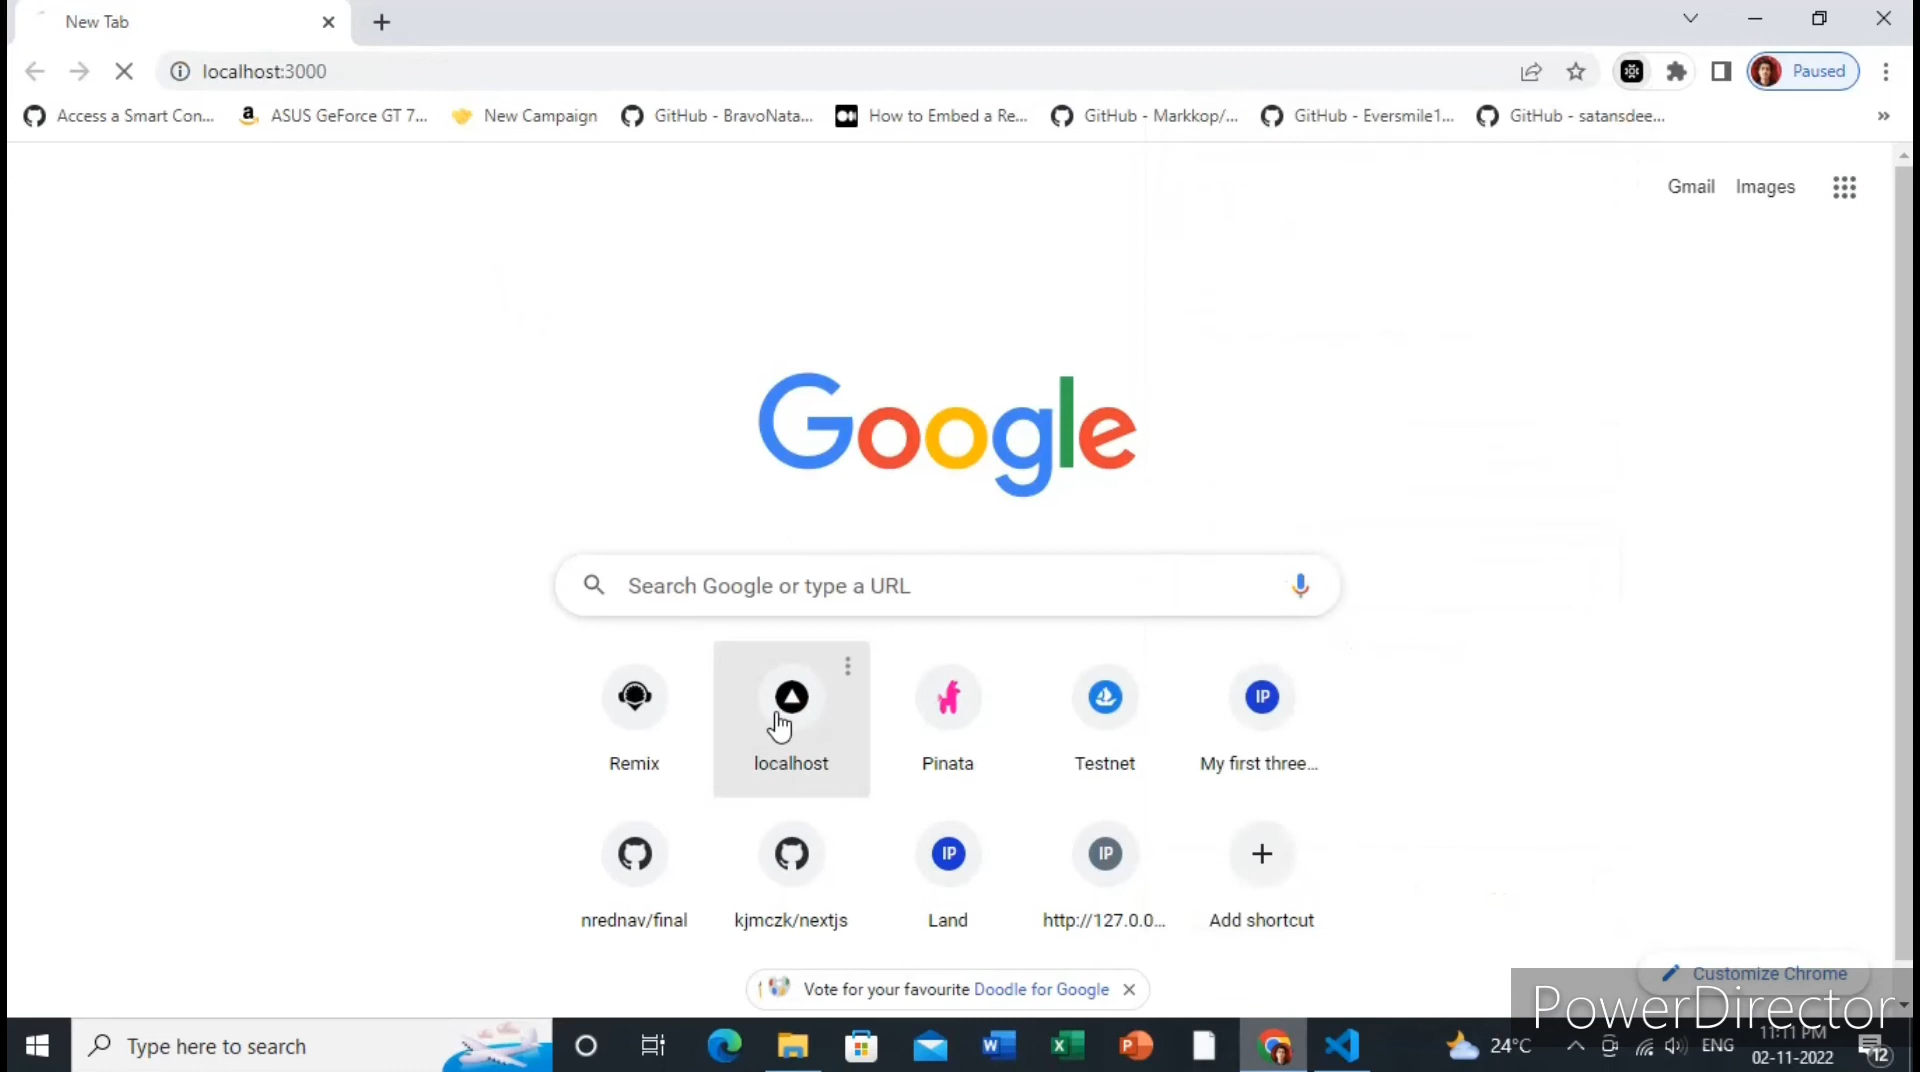 New Tab
localhost:3000
Paused
Access a Smart Con...
ASUS GeForce GT 7...
New Campaign
GitHub - BravoNata...
How to Embed a Re...
GitHub - Markkop/...
GitHub - Eversmile1...
GitHub - satansdee...
»
Gmail
Images
Google
Search Google or type a URL
Remix
localhost
Pinata
Testnet
IP
My first three...
nrednav/final
kjmczk/nextjs
IP
Land
IP
http://127.0.0...
Add shortcut
Vote for your favourite Doodle for Google
Customize Chrome
PowerDirector
Type here to search
24°C
ENG
11:11 PM
02-11-2022
12